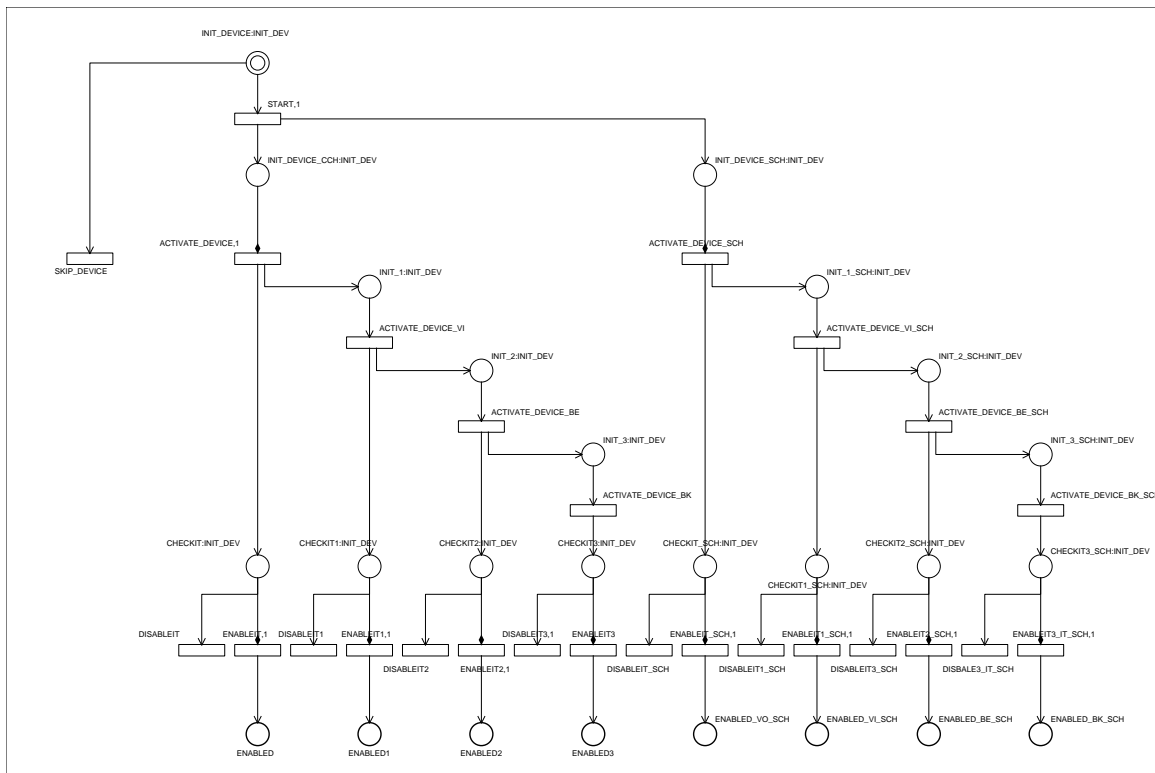 INIT_DEVICE:INIT_DEV
START,1
INIT_DEVICE_CCH:INIT_DEV
INIT_DEVICE_SCH:INIT_DEV
ACTIVATE_DEVICE,1
ACTIVATE_DEVICE_SCH
SKIP_DEVICE
INIT_1:INIT_DEV
INIT_1_SCH:INIT_DEV
ACTIVATE_DEVICE_VI
ACTIVATE_DEVICE_VI_SCH
INIT_2:INIT_DEV
INIT_2_SCH:INIT_DEV
ACTIVATE_DEVICE_BE
ACTIVATE_DEVICE_BE_SCH
INIT_3:INIT_DEV
INIT_3_SCH:INIT_DEV
ACTIVATE_DEVICE_BK
ACTIVATE_DEVICE_BK_SC
CHECKIT:INIT_DEV
CHECKIT1:INIT_DEV
CHECKIT2:INIT_DEV
CHECKIT3:INIT_DEV
CHECKIT_SCH:INIT_DEV
CHECKIT2_SCH:INIT_DEV
CHECKIT3_SCH:INIT_DEV
CHECKIT1_SCH:INIT_DEV
DISABLEIT
ENABLEIT,1
DISABLEIT1
ENABLEIT1,1
DISABLEIT3,1
ENABLEIT3
ENABLEIT_SCH,1
ENABLEIT1_SCH,1
ENABLEIT2_SCH,1
ENABLEIT3_IT_SCH,1
DISABLEIT2
ENABLEIT2,1
DISABLEIT_SCH
DISABLEIT1_SCH
DISABLEIT3_SCH
DISBALE3_IT_SCH
ENABLED_VO_SCH
ENABLED_VI_SCH
ENABLED_BE_SCH
ENABLED_BK_SCH
ENABLED
ENABLED1
ENABLED2
ENABLED3